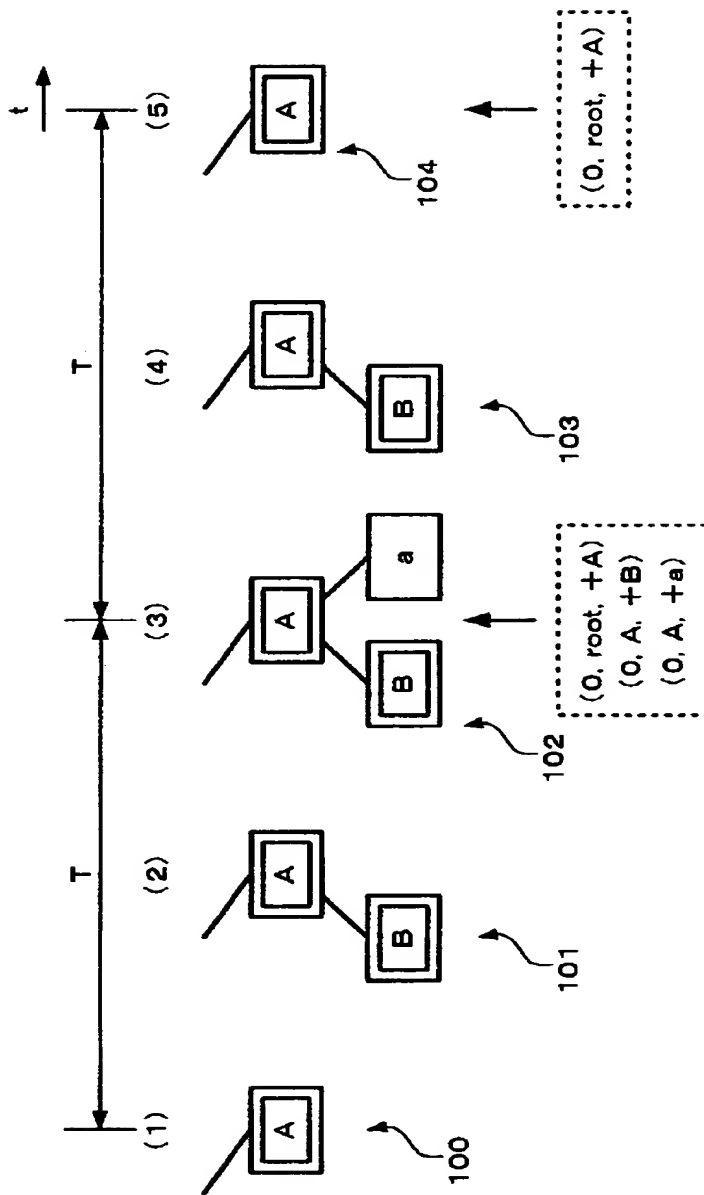 t
T T
(1) (2) (3) (4) (5)
A A A A A
B B a B
100 101 102 103 104
(0, root, +A)
(0, A, +B)
(0, A, +a)
(0, root, +A)